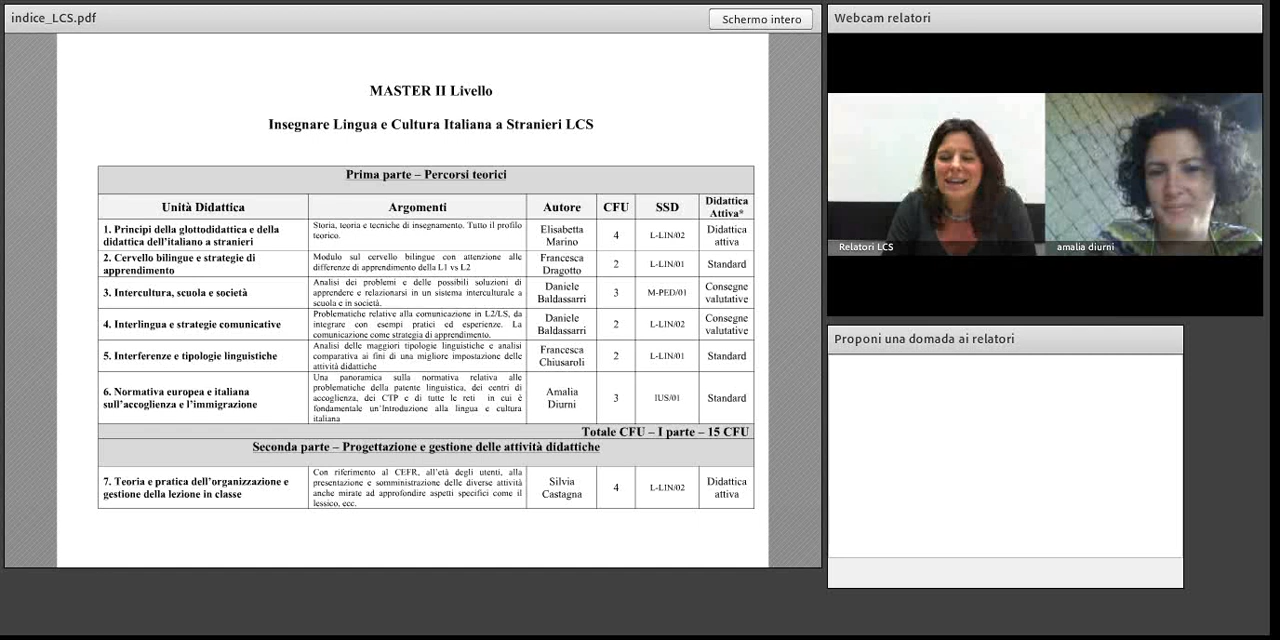 indice_LCS.pdf
Schermo intero
MASTER II Livello
Insegnare Lingua e Cultura Italiana a Stranieri LCS
Prima parte – Percorsi teorici
Unità Didattica
Argomenti
Autore
CFU
SSD
Didattica
Attiva*
1. Principi della glottodidattica e della
didattica dell'italiano a stranieri
Storia, teoria e tecniche di insegnamento. Tutto il profilo
teorico.
Elisabetta
Marino
4
L-LIN/02
Didattica
attiva
2. Cervello bilingue e strategie di
apprendimento
Modulo sul cervello bilingue con attenzione alle
differenze di apprendimento della L1 vs L2
Francesca
Dragotto
2
L-LIN/01
Standard
3. Intercultura, scuola e società
Analisi dei problemi e delle possibili soluzioni di
apprendere e relazionarsi in un sistema interculturale a
scuola e in società.
Daniele
Baldassarri
3
M-PED/01
Consegne
valutative
4. Interlingua e strategie comunicative
Problematiche relative alla comunicazione in L2/LS, da
integrare con esempi pratici ed esperienze. La
comunicazione come strategia di apprendimento.
Daniele
Baldassarri
2
L-LIN/02
Consegne
valutative
5. Interferenze e tipologie linguistiche
Analisi delle maggiori tipologie linguistiche e analisi
comparativa ai fini di una migliore impostazione delle
attività didattiche
Francesca
Chiusaroli
2
L-LIN/01
Standard
6. Normativa europea e italiana
sull'accoglienza e l'immigrazione
Una panoramica sulla normativa relativa alle
problematiche della patente linguistica, dei centri di
accoglienza, dei CTP e di tutte le reti in cui è
fondamentale un'Introduzione alla lingua e cultura
italiana
Amalia
Diurni
3
IUS/01
Standard
Totale CFU – I parte – 15 CFU
Seconda parte – Progettazione e gestione delle attività didattiche
7. Teoria e pratica dell'organizzazione e
gestione della lezione in classe
Con riferimento al CEFR, all'età degli utenti, alla
presentazione e somministrazione delle diverse attività
anche mirate ad approfondire aspetti specifici come il
lessico, ecc.
Silvia
Castagna
4
L-LIN/02
Didattica
attiva
Webcam relatori
Relatori LCS
amalia diurni
Proponi una domada ai relatori